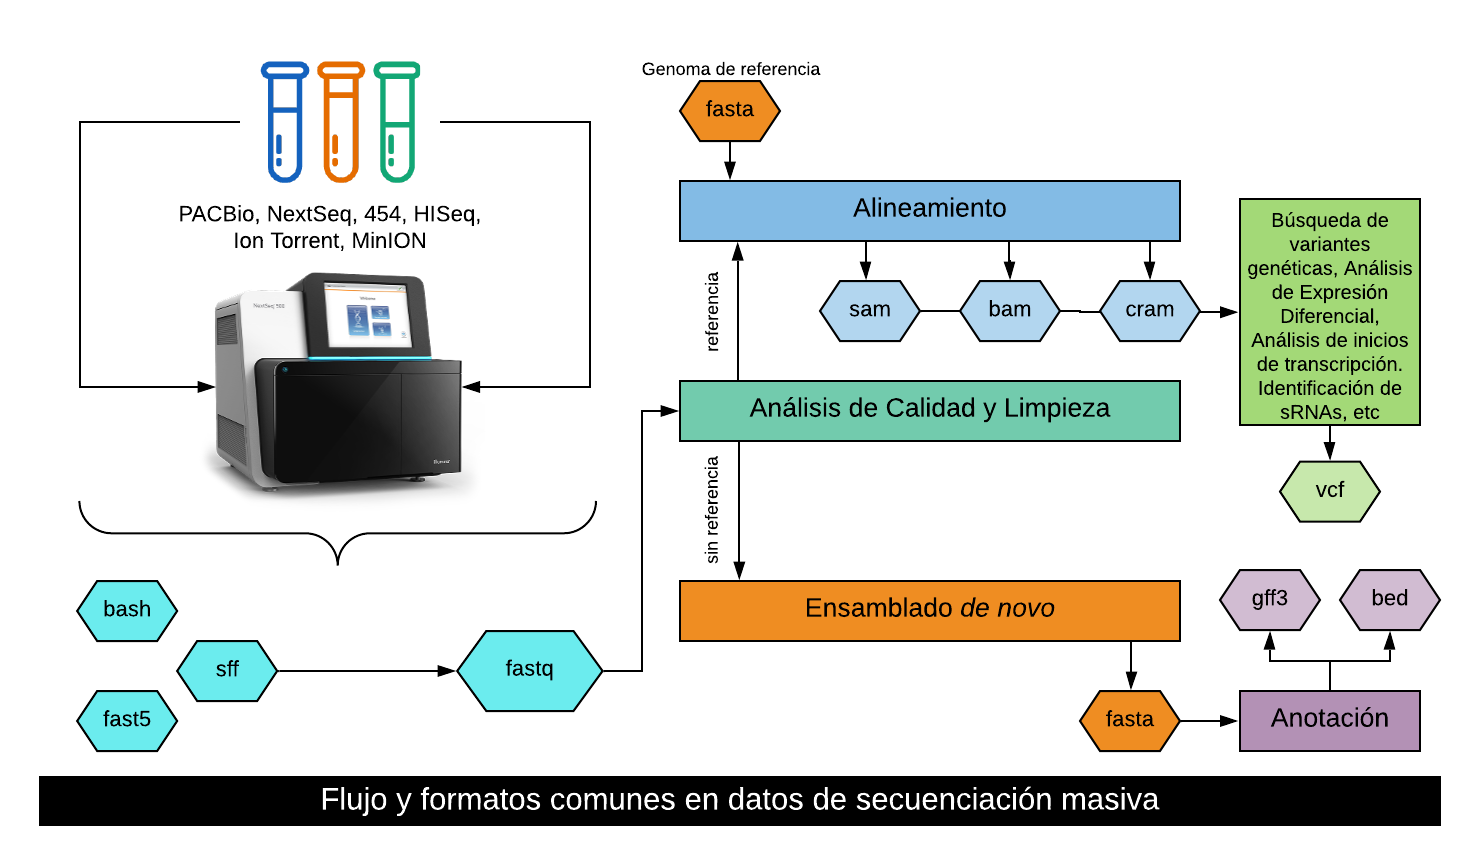 Genoma de referencia
fasta
PACBio, NextSeq, 454, HISeq,
Ion Torrent, MinION
NextSeq 500
Alineamiento
referencia
sam
bam
cram
Búsqueda de
variantes
genéticas, Análisis
de Expresión
Diferencial,
Análisis de inicios
de transcripción.
Identificación de
sRNAs, etc
vcf
Análisis de Calidad y Limpieza
sin referencia
Ensamblado de novo
bash
sff
fast5
fastq
fasta
gff3
bed
Anotación
Flujo y formatos comunes en datos de secuenciación masiva